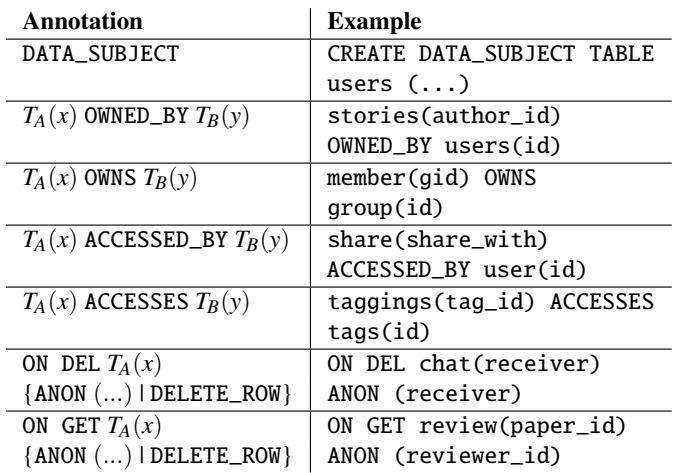 Annotation Example
DATA_SUBJECT CREATE DATA_SUBJECT TABLE
users (...)
T_A(x) OWNED_BY T_B(y) stories(author_id)
OWNED_BY users(id)
T_A(x) OWNS T_B(y) member(gid) OWNS
group(id)
T_A(x) ACCESSED_BY T_B(y) share(share_with)
ACCESSED_BY user(id)
T_A(x) ACCESSES T_B(y) taggings(tag_id) ACCESSES
tags(id)
ON DEL T_A(x) ON DEL chat(receiver)
{ANON (...) | DELETE_ROW} ANON (receiver)
ON GET T_A(x) ON GET review(paper_id)
{ANON (...) | DELETE_ROW} ANON (reviewer_id)